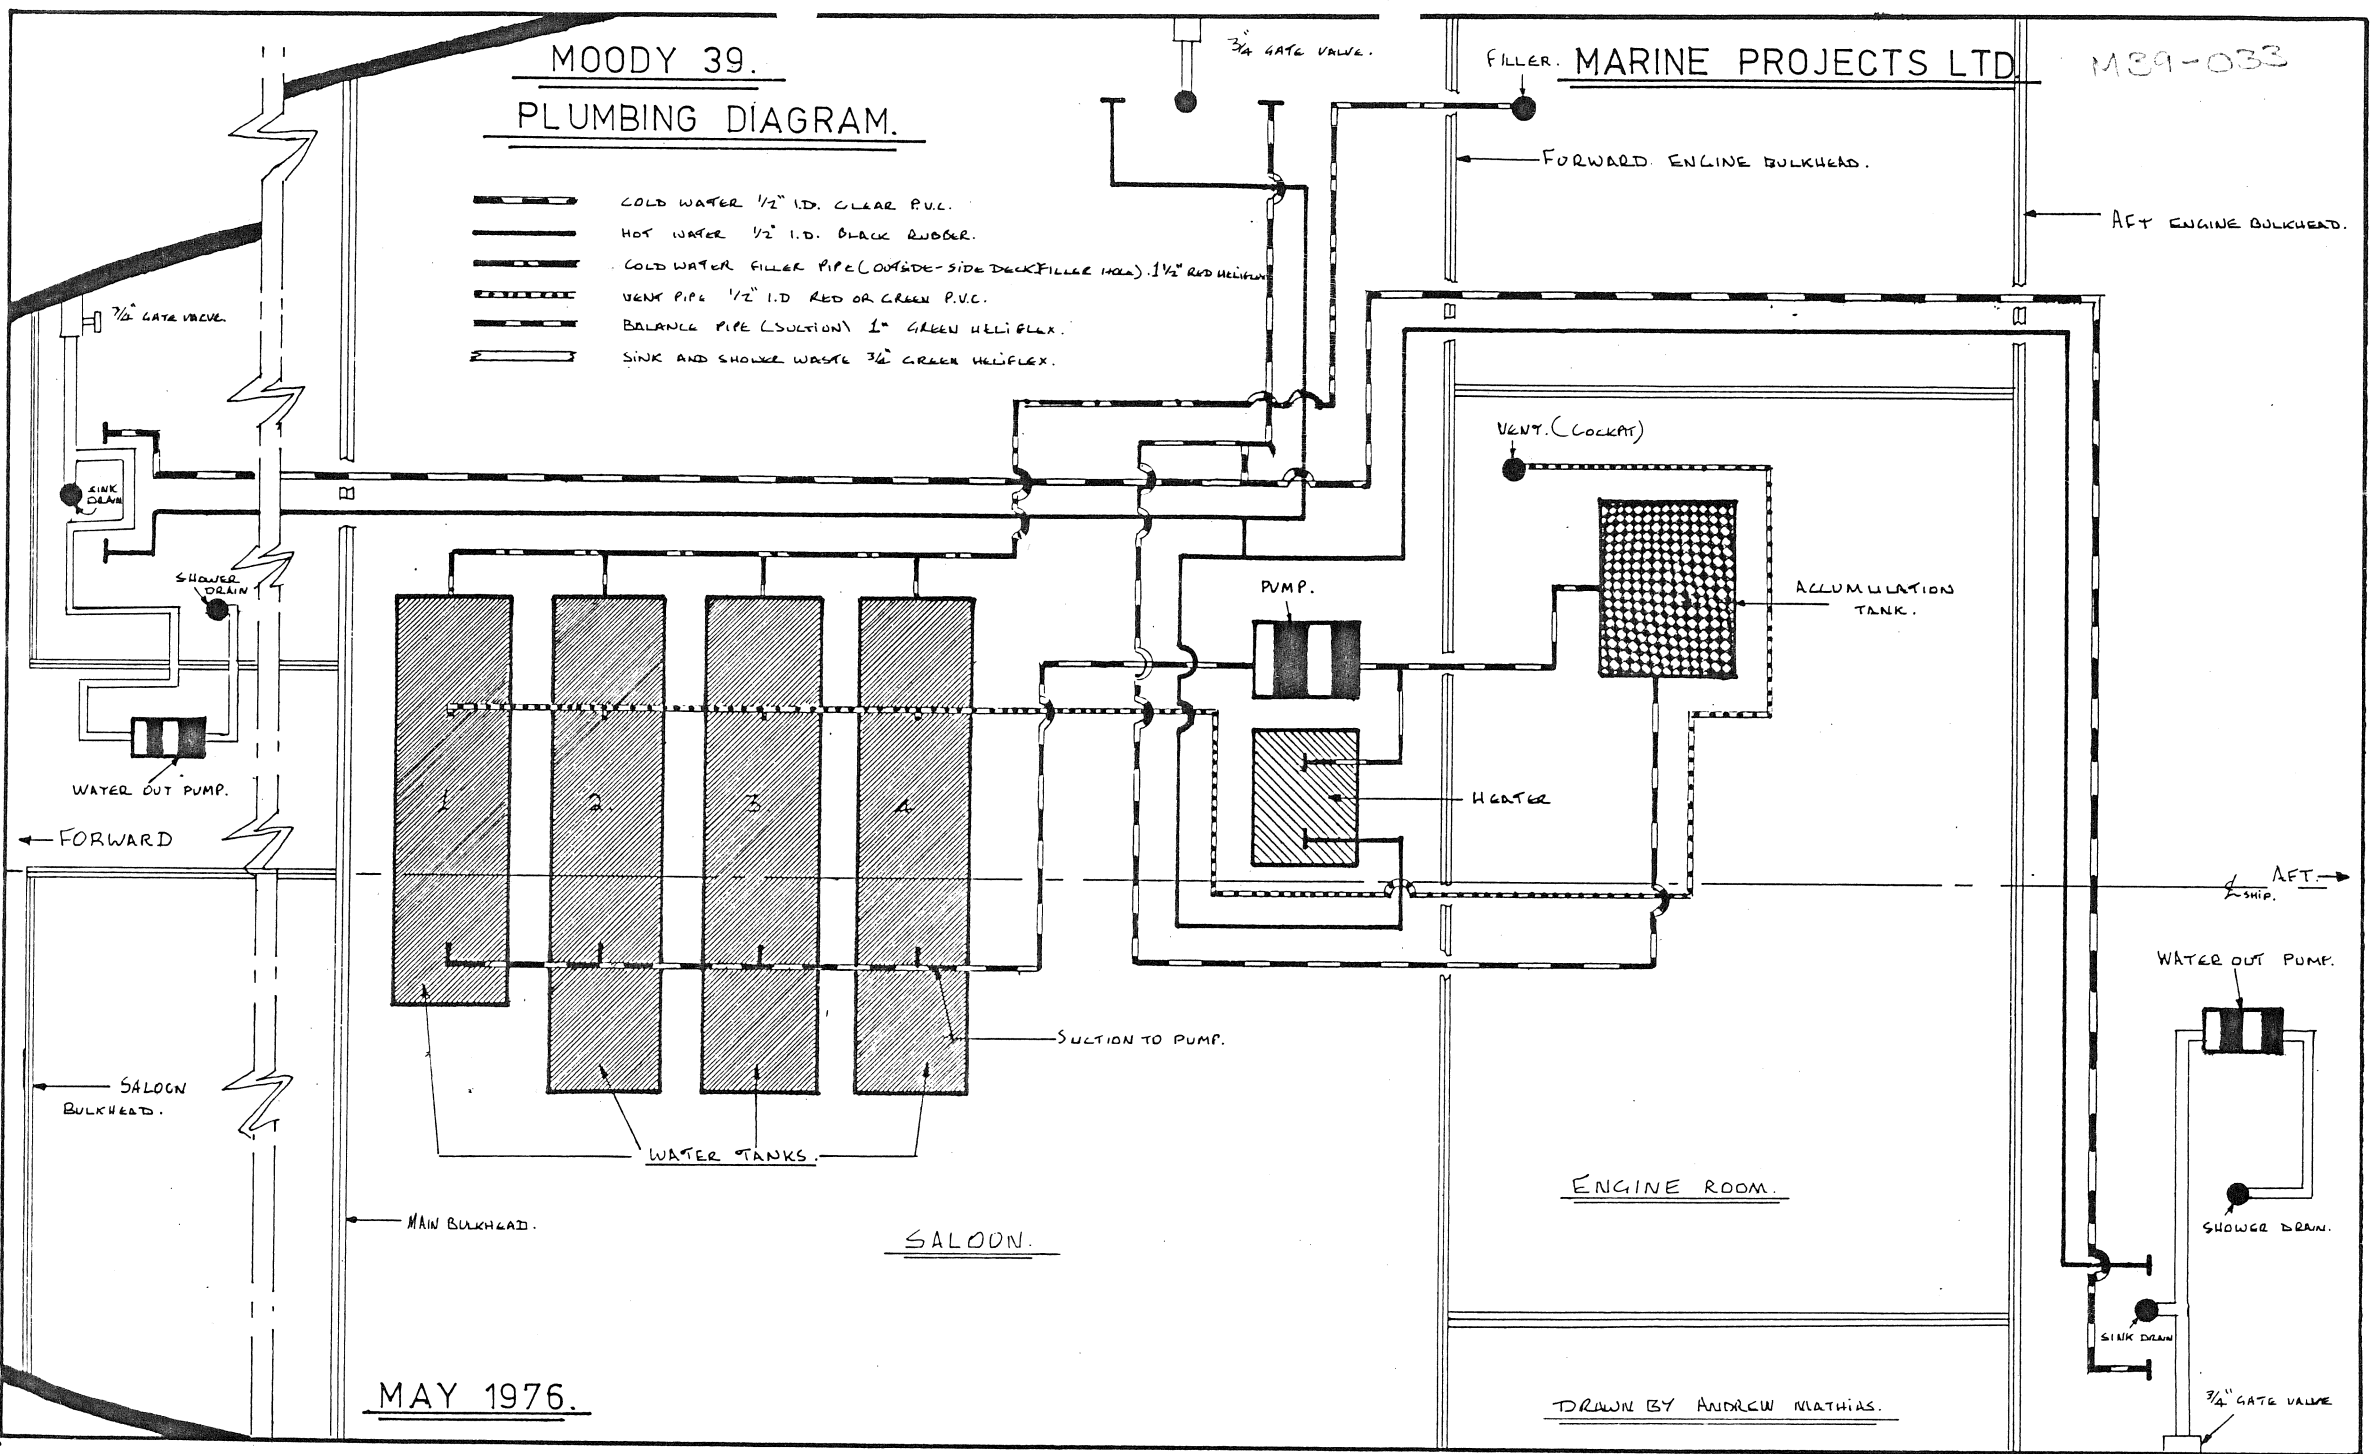 MOODY 39.
PLUMBING DIAGRAM.
MARINE PROJECTS LTD
M39-033
3/4" GATE VALVE.
FILLER.
FORWARD ENGINE BULKHEAD.
AFT ENGINE BULKHEAD.
COLD WATER 1/2" I.D. CLEAR P.V.C.
HOT WATER 1/2" I.D. BLACK RUBBER.
COLD WATER FILLER PIPE (OUTSIDE-SIDE DECK FILLER HOLE). 1 1/2" RED HELIFLEX
VENT PIPE 1/2" I.D RED OR GREEN P.V.C.
BALANCE PIPE (SUCTION) 1" GREEN HELIFLEX.
SINK AND SHOWER WASTE 3/4" GREEN HELIFLEX.
3/4" GATE VALVE.
SINK
DRAIN
SHOWER
DRAIN
WATER OUT PUMP.
FORWARD
VENT. (COCKPIT)
PUMP.
ACCUMULATION
TANK.
HEATER
1
2.
3.
4
AFT.
SHIP.
WATER OUT PUMP.
SUCTION TO PUMP.
SALOON
BULKHEAD.
WATER TANKS.
MAIN BULKHEAD.
SALOON.
ENGINE ROOM.
SHOWER DRAIN.
SINK DRAIN
3/4" GATE VALVE
MAY 1976.
DRAWN BY ANDREW MATHIAS.